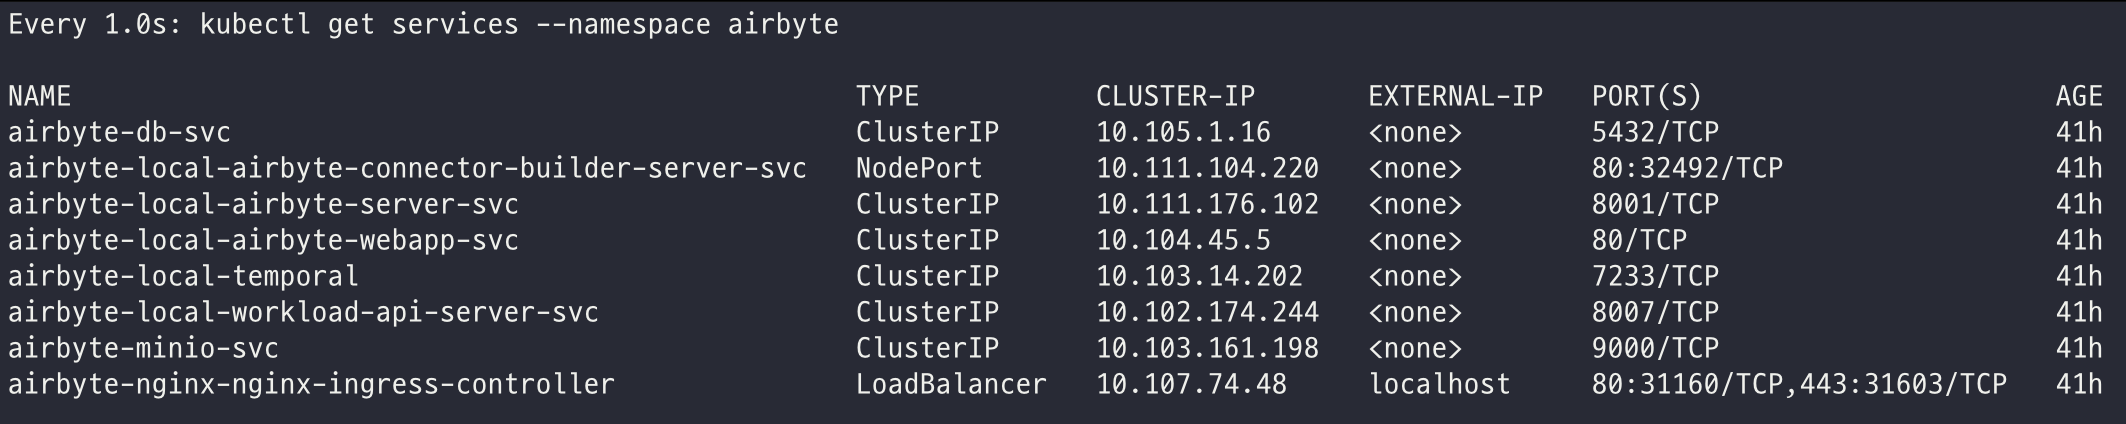 Every 1.0s: kubectl get services --namespace airbyte
NAME TYPE CLUSTER-IP EXTERNAL-IP PORT(S) AGE
airbyte-db-svc ClusterIP 10.105.1.16 <none> 5432/TCP 41h
airbyte-local-airbyte-connector-builder-server-svc NodePort 10.111.104.220 <none> 80:32492/TCP 41h
airbyte-local-airbyte-server-svc ClusterIP 10.111.176.102 <none> 8001/TCP 41h
airbyte-local-airbyte-webapp-svc ClusterIP 10.104.45.5 <none> 80/TCP 41h
airbyte-local-temporal ClusterIP 10.103.14.202 <none> 7233/TCP 41h
airbyte-local-workload-api-server-svc ClusterIP 10.102.174.244 <none> 8007/TCP 41h
airbyte-minio-svc ClusterIP 10.103.161.198 <none> 9000/TCP 41h
airbyte-nginx-nginx-ingress-controller LoadBalancer 10.107.74.48 localhost 80:31160/TCP,443:31603/TCP 41h